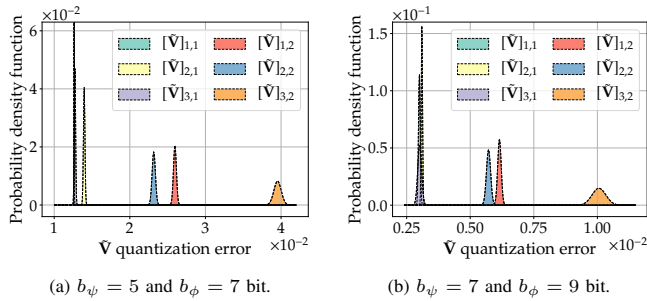 ×10⁻² ×10⁻¹
Probability density function Probability density function
6 1.5
4 1.0
2 0.5
0 0.0
[Ṽ]1,1 [Ṽ]1,2 [Ṽ]1,1 [Ṽ]1,2
[Ṽ]2,1 [Ṽ]2,2 [Ṽ]2,1 [Ṽ]2,2
[Ṽ]3,1 [Ṽ]3,2 [Ṽ]3,1 [Ṽ]3,2
1 2 3 4 0.25 0.50 0.75 1.00
×10⁻² ×10⁻²
Ṽ quantization error Ṽ quantization error
(a) bψ = 5 and bϕ = 7 bit. (b) bψ = 7 and bϕ = 9 bit.